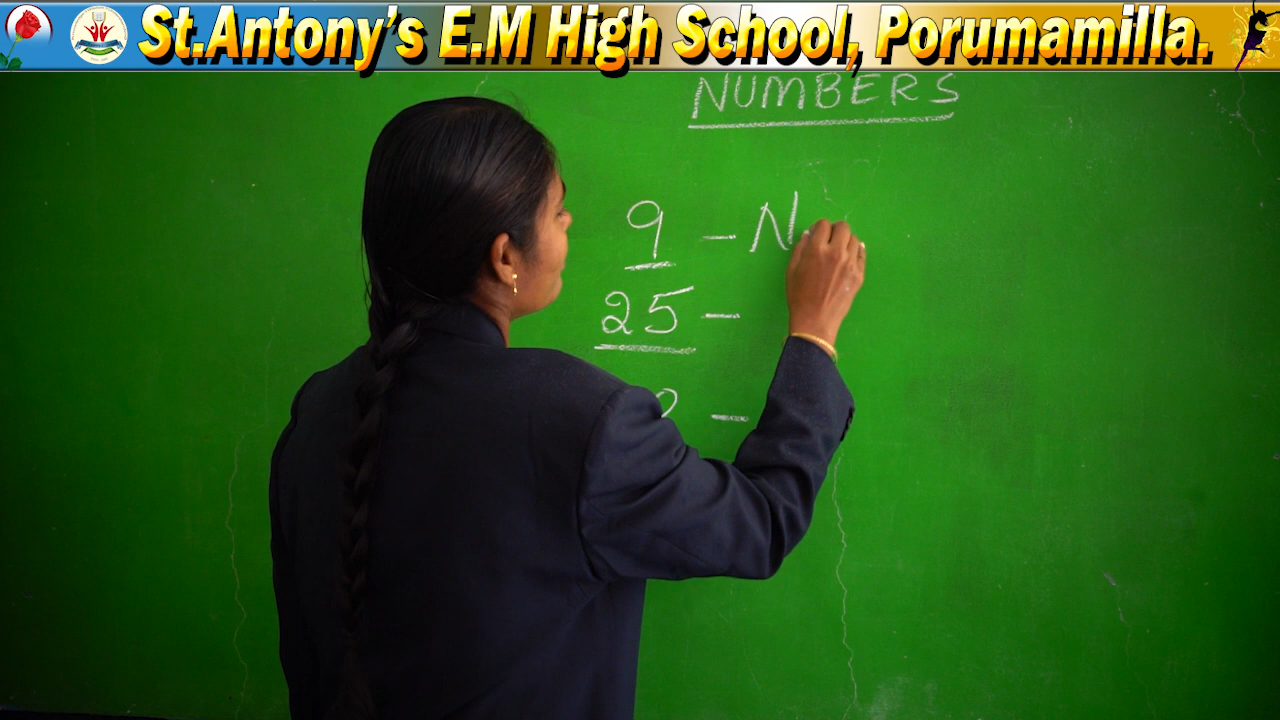 St.Antony's E.M High School, Porumamilla.
NUMBERS
9 - N
25 -
-